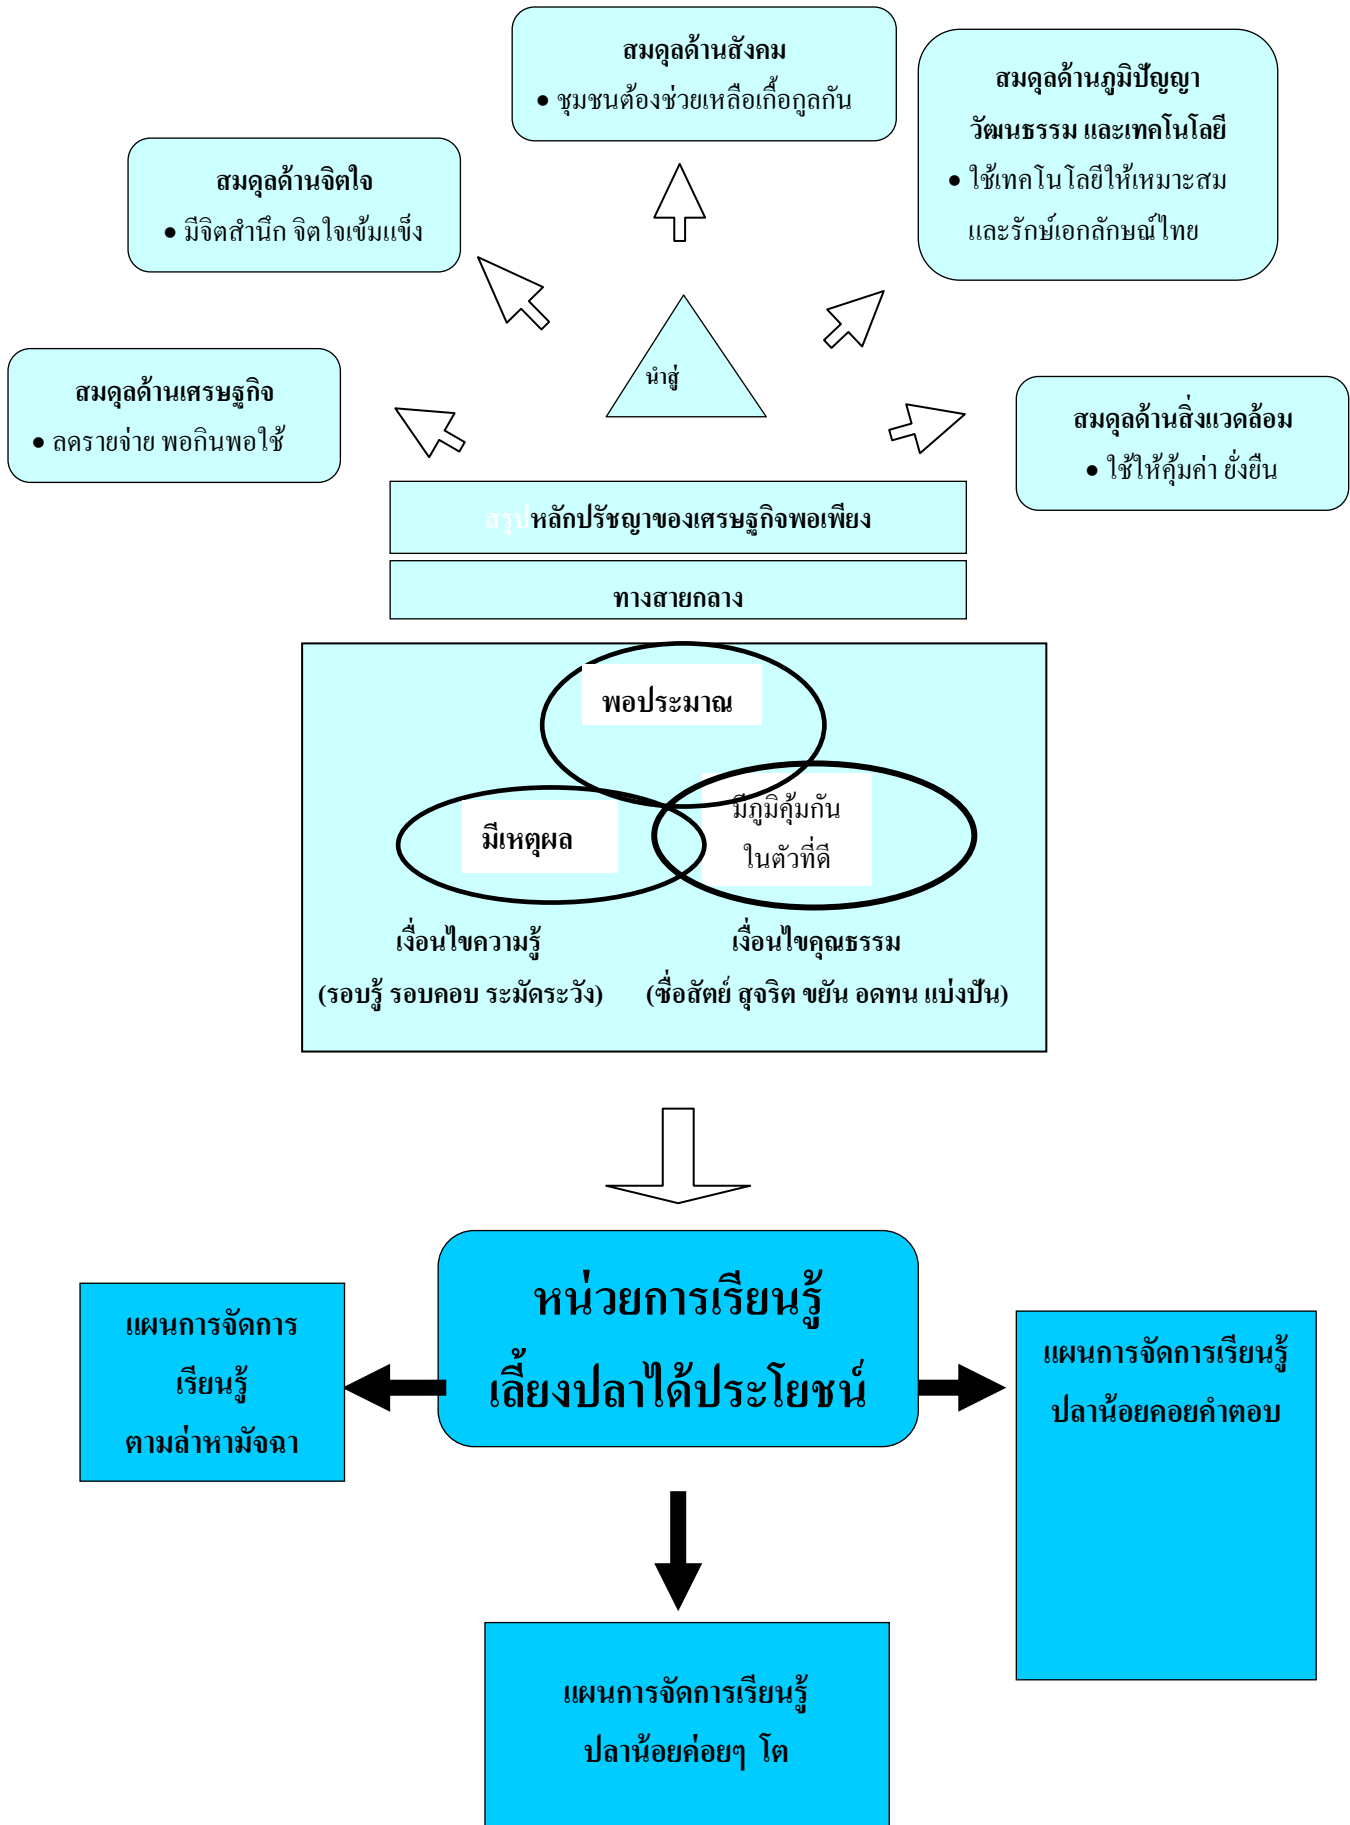 สมดุลด้านสังคม
• ชุมชนต้องช่วยเหลือเกื้อกูลกัน
สมดุลด้านภูมิปัญญา
วัฒนธรรม และเทคโนโลยี
• ใช้เทคโนโลยีให้เหมาะสม
และรักษ์เอกลักษณ์ไทย
สมดุลด้านจิตใจ
• มีจิตสำนึก จิตใจเข้มแข็ง
นำสู่
สมดุลด้านเศรษฐกิจ
• ลดรายจ่าย พอกินพอใช้
สมดุลด้านสิ่งแวดล้อม
• ใช้ให้คุ้มค่า ยั่งยืน
สรุปหลักปรัชญาของเศรษฐกิจพอเพียง
ทางสายกลาง
พอประมาณ
มีเหตุผล
มีภูมิคุ้มกัน
ในตัวที่ดี
เงื่อนไขความรู้
(รอบรู้ รอบคอบ ระมัดระวัง)
เงื่อนไขคุณธรรม
(ซื่อสัตย์ สุจริต ขยัน อดทน แบ่งปัน)
หน่วยการเรียนรู้
เลี้ยงปลาได้ประโยชน์
แผนการจัดการ
เรียนรู้
ตามล่าหามัจฉา
แผนการจัดการเรียนรู้
ปลาน้อยคอยคำตอบ
แผนการจัดการเรียนรู้
ปลาน้อยค่อยๆ โต